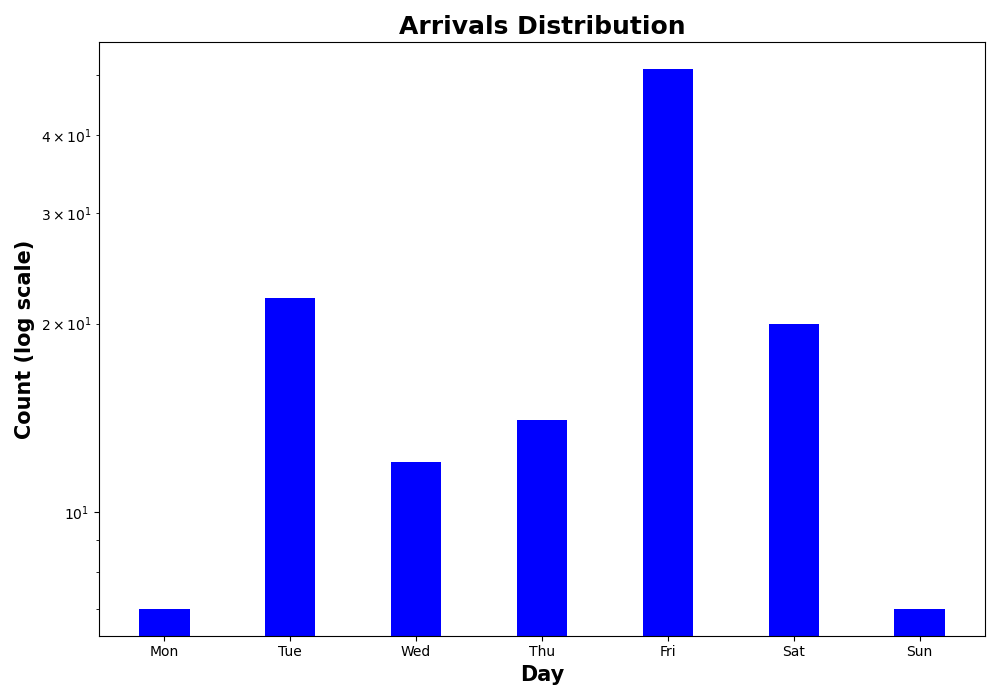 Arrivals Distribution
Count (log scale)
4 × 10¹
3 × 10¹
2 × 10¹
10¹
Mon Tue Wed Thu Fri Sat Sun
Day